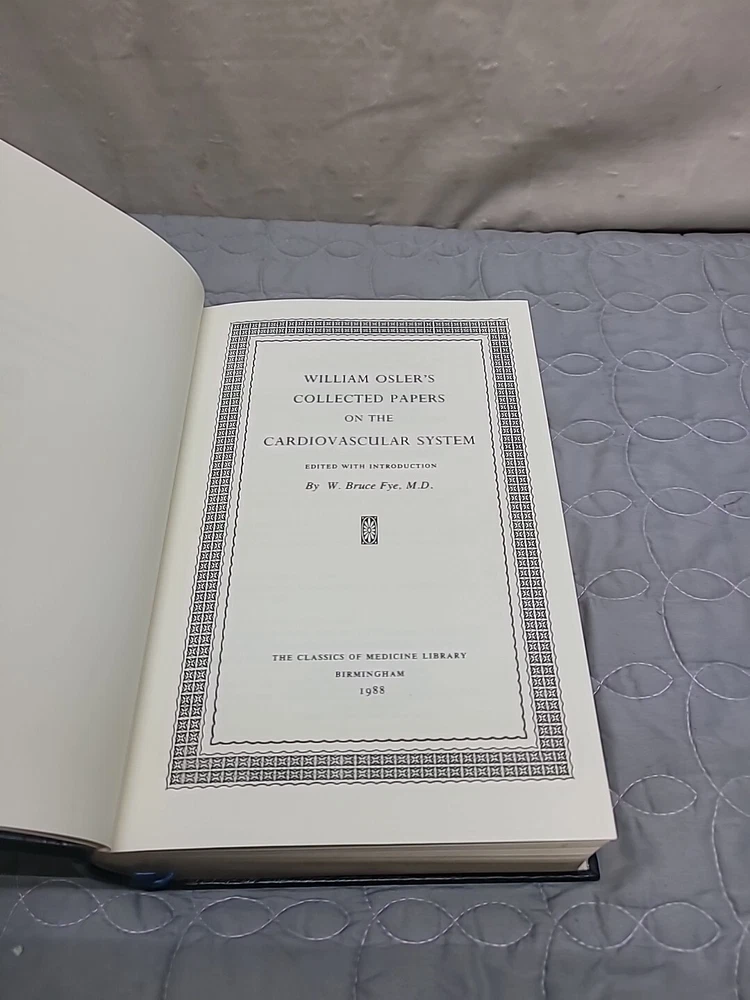 WILLIAM OSLER'S
COLLECTED PAPERS
ON THE
CARDIOVASCULAR SYSTEM
EDITED WITH INTRODUCTION
By W. Bruce Fye, M.D.
THE CLASSICS OF MEDICINE LIBRARY
BIRMINGHAM
1988